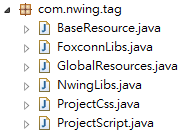 com.nwing.tag
BaseResource.java
FoxconnLibs.java
GlobalResources.java
NwingLibs.java
ProjectCss.java
ProjectScript.java